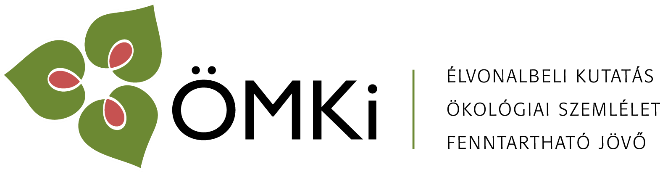 ÖMKi
ÉLVONALBELI KUTATÁS
ÖKOLÓGIAI SZEMLÉLET
FENNTARTHATÓ JÖVŐ